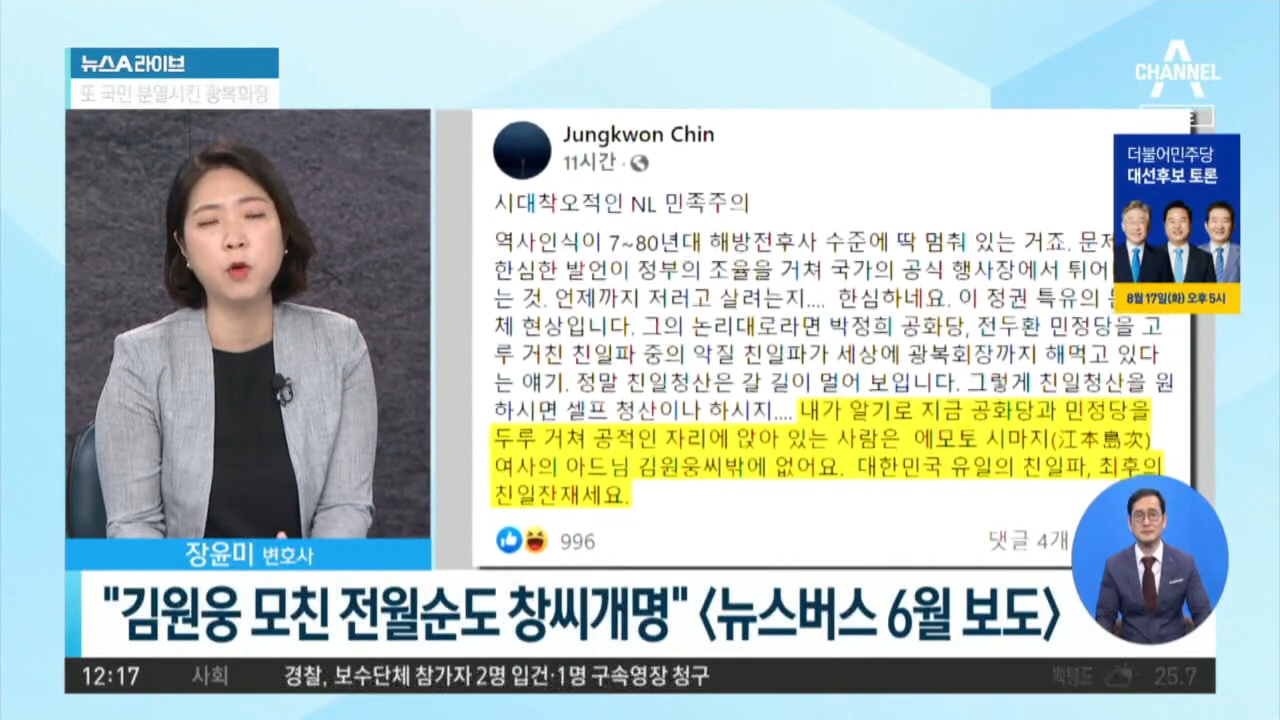 뉴스A 라이브
또 국민 분열시킨 광복회장
CHANNEL A
Jungkwon Chin
11시간
시대착오적인 NL 민족주의
역사인식이 7~80년대 해방전후사 수준에 딱 멈춰 있는 거죠. 문제
한심한 발언이 정부의 조율을 거쳐 국가의 공식 행사장에서 튀어
는 것. 언제까지 저러고 살려는지.... 한심하네요. 이 정권 특유의
체 현상입니다. 그의 논리대로라면 박정희 공화당, 전두환 민정당을 고
루 거친 친일파 중의 악질 친일파가 세상에 광복회장까지 해먹고 있다
는 얘기. 정말 친일청산은 갈 길이 멀어 보입니다. 그렇게 친일청산을 원
하시면 셀프 청산이나 하시지.... 내가 알기로 지금 공화당과 민정당을
두루 거쳐 공적인 자리에 앉아 있는 사람은 에모토 시마지(江本島次)
여사의 아드님 김원웅씨밖에 없어요. 대한민국 유일의 친일파, 최후의
친일잔재세요.
996
댓글 4개
더불어민주당
대선후보 토론
8월 17일(화) 오후 5시
장윤미 변호사
"김원웅 모친 전월순도 창씨개명" <뉴스버스 6월 보도>
12:17 사회 경찰, 보수단체 참가자 2명 입건·1명 구속영장 청구 백령도 25.7